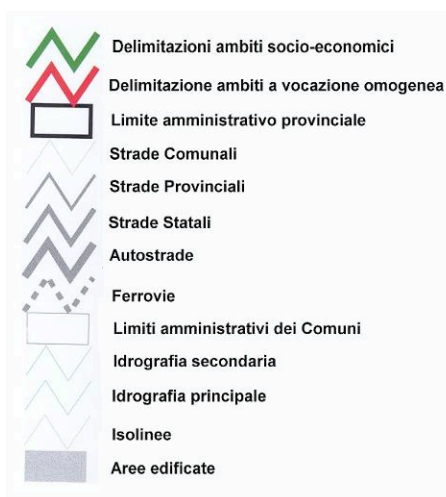 Delimitazioni ambiti socio-economici
Delimitazione ambiti a vocazione omogenea
Limite amministrativo provinciale
Strade Comunali
Strade Provinciali
Strade Statali
Autostrade
Ferrovie
Limiti amministrativi dei Comuni
Idrografia secondaria
Idrografia principale
Isolinee
Aree edificate